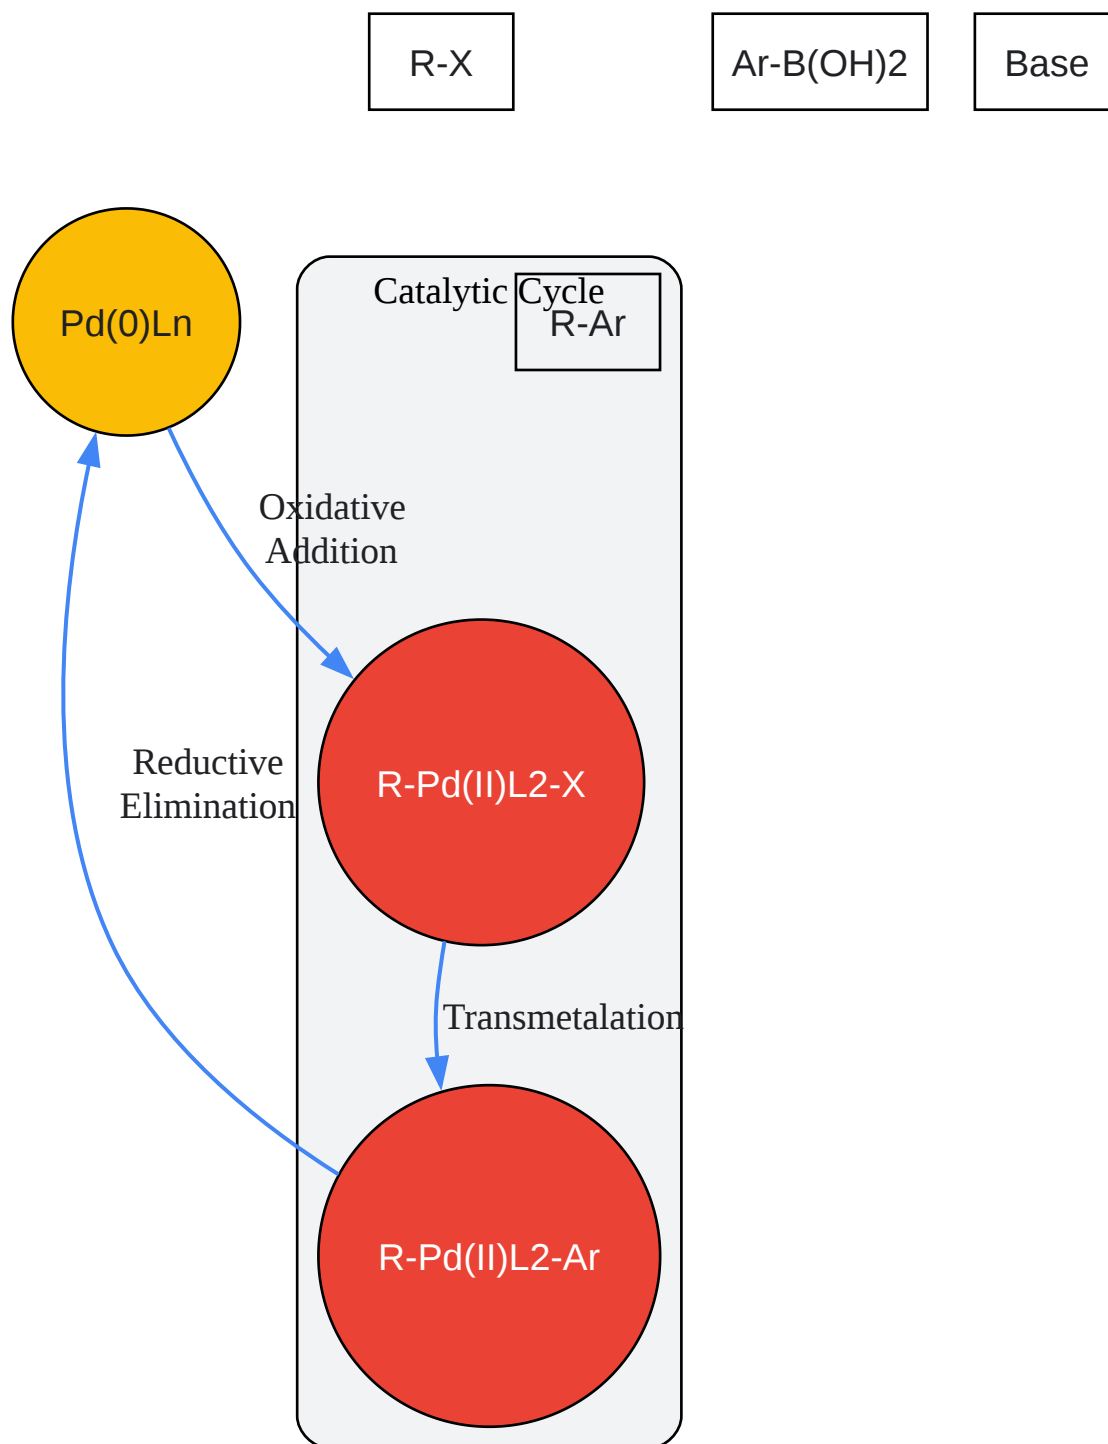 R-X
Ar-B(OH)2
Base
Catalytic Cycle
Pd(0)Ln
R-Ar
Oxidative
Addition
Reductive
Elimination
R-Pd(II)L2-X
Transmetalation
R-Pd(II)L2-Ar